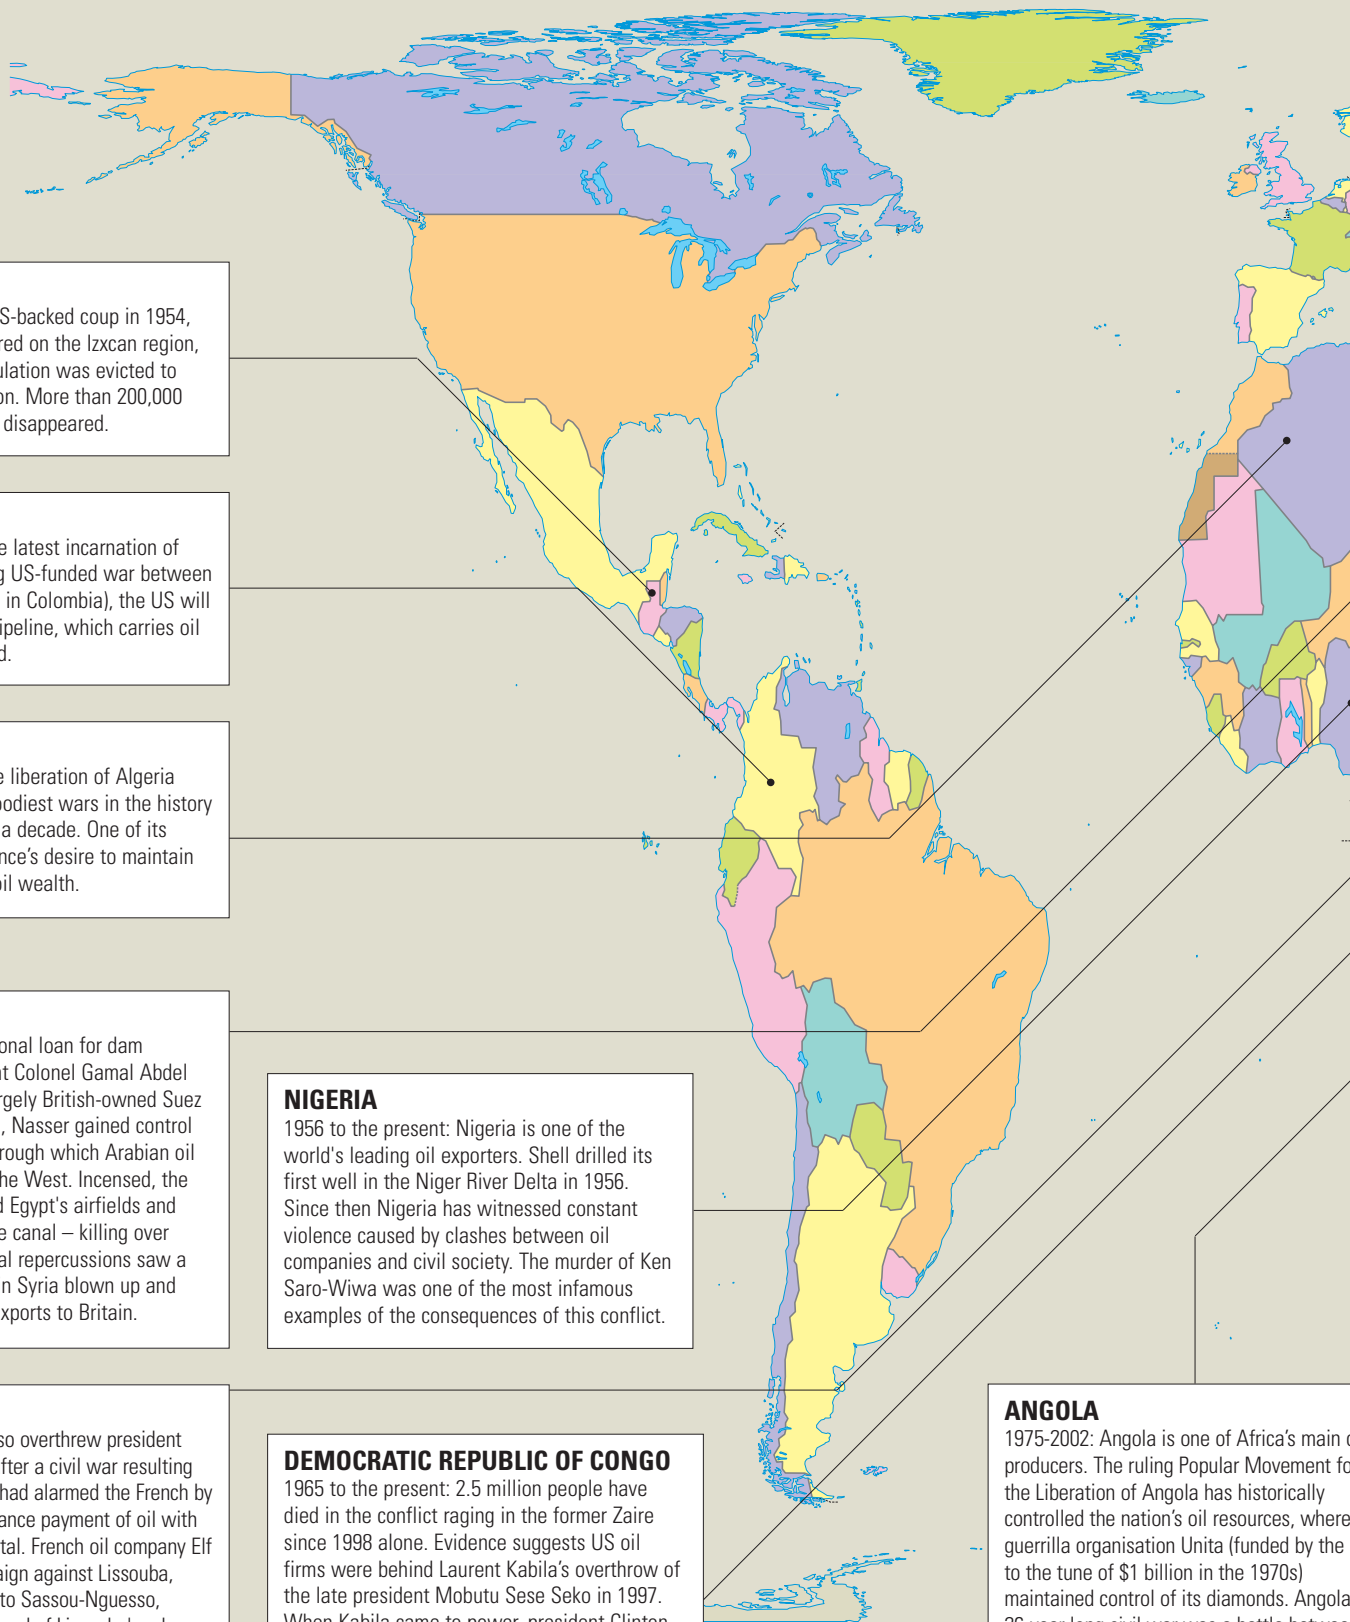 S-backed coup in 1954,
red on the Izxcan region,
ulation was evicted to
on. More than 200,000
disappeared.
e latest incarnation of
g US-funded war between
in Colombia), the US will
ipeline, which carries oil
d.
e liberation of Algeria
oodiest wars in the history
a decade. One of its
nce’s desire to maintain
oil wealth.
onal loan for dam
at Colonel Gamal Abdel
rgely British-owned Suez
, Nasser gained control
rough which Arabian oil
he West. Incensed, the
d Egypt's airfields and
e canal – killing over
al repercussions saw a
n Syria blown up and
xports to Britain.
NIGERIA
1956 to the present: Nigeria is one of the
world's leading oil exporters. Shell drilled its
first well in the Niger River Delta in 1956.
Since then Nigeria has witnessed constant
violence caused by clashes between oil
companies and civil society. The murder of Ken
Saro-Wiwa was one of the most infamous
examples of the consequences of this conflict.
so overthrew president
fter a civil war resulting
had alarmed the French by
ance payment of oil with
tal. French oil company Elf
aign against Lissouba,
to Sassou-Nguesso,
DEMOCRATIC REPUBLIC OF CONGO
1965 to the present: 2.5 million people have
died in the conflict raging in the former Zaire
since 1998 alone. Evidence suggests US oil
firms were behind Laurent Kabila’s overthrow of
the late president Mobutu Sese Seko in 1997.
When Kabila came to power, president Clinton
ANGOLA
1975-2002: Angola is one of Africa’s main o
producers. The ruling Popular Movement fo
the Liberation of Angola has historically
controlled the nation’s oil resources, where
guerrilla organisation Unita (funded by the
to the tune of $1 billion in the 1970s)
maintained control of its diamonds. Angola